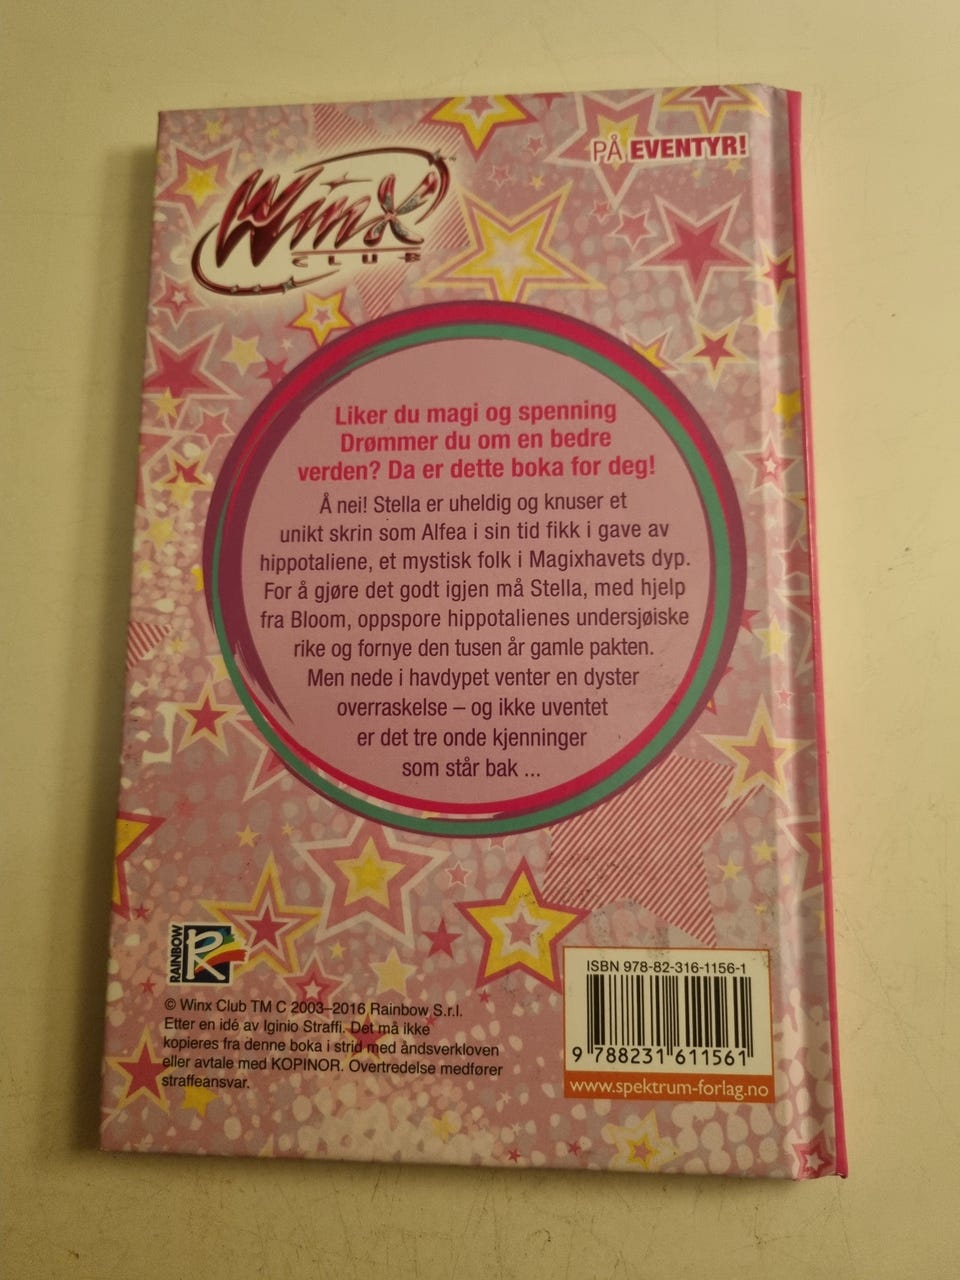 Winx
CLUB
™
PÅ EVENTYR!
Liker du magi og spenning
Drømmer du om en bedre
verden? Da er dette boka for deg!
Å nei! Stella er uheldig og knuser et
unikt skrin som Alfea i sin tid fikk i gave av
hippotaliene, et mystisk folk i Magixhavets dyp.
For å gjøre det godt igjen må Stella, med hjelp
fra Bloom, oppspore hippotalienes undersjøiske
rike og fornye den tusen år gamle pakten.
Men nede i havdypet venter en dyster
overraskelse – og ikke uventet
er det tre onde kjenninger
som står bak ...
RAINBOW
R
© Winx Club TM C 2003–2016 Rainbow S.r.l.
Etter en idé av Iginio Straffi. Det må ikke
kopieres fra denne boka i strid med åndsverkloven
eller avtale med KOPINOR. Overtredelse medfører
straffeansvar.
ISBN 978-82-316-1156-1
9 788231 611561
www.spektrum-forlag.no